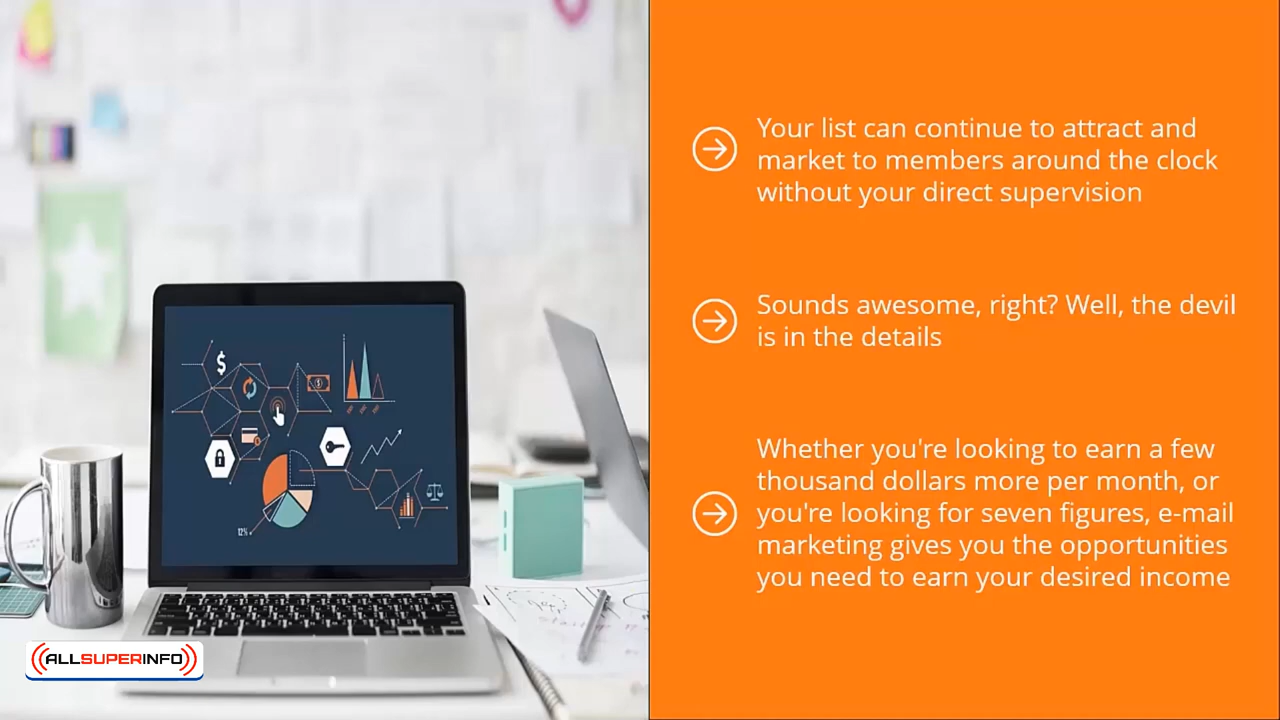 Your list can continue to attract and
market to members around the clock
without your direct supervision
Sounds awesome, right? Well, the devil
is in the details
Whether you're looking to earn a few
thousand dollars more per month, or
you're looking for seven figures, e-mail
marketing gives you the opportunities
you need to earn your desired income
$
12%
ALLSUPERINFO